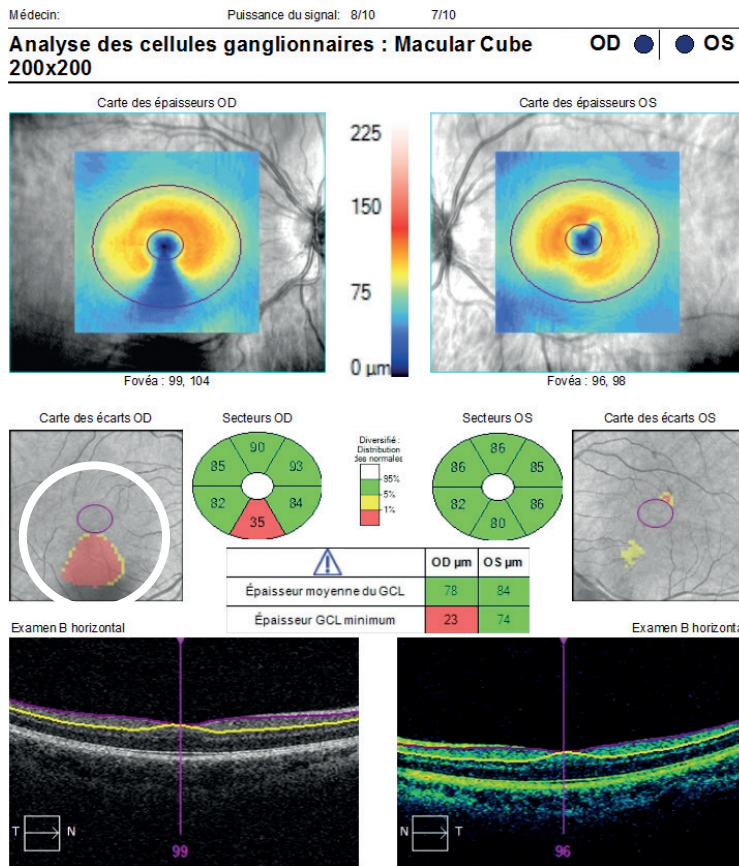 Médecin: Puissance du signal: 8/10 7/10
Analyse des cellules ganglionnaires : Macular Cube 200x200 OD OS
Carte des épaisseurs OD
Carte des épaisseurs OS
225
150
75
0 µm
Fovéa : 99, 104
Fovéa : 96, 98
Carte des écarts OD
Secteurs OD
Secteurs OS
Carte des écarts OS
90
85 93
82 84
35
Diversifié :
Distribution
des normales
95%
5%
1%
86
86 85
82 86
80
OD µm OS µm
Épaisseur moyenne du GCL 78 84
Épaisseur GCL minimum 23 74
Examen B horizontal
Examen B horizonta
T N
99
N T
96